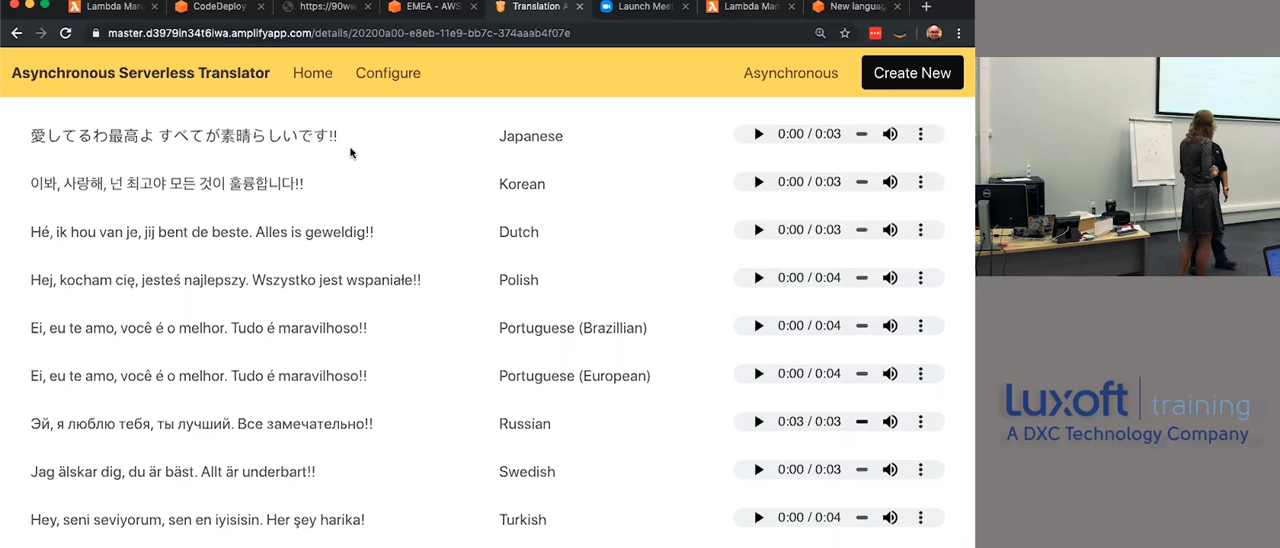 Lambda Man
CodeDeploy
https://90ww
EMEA - AWS
Translation A
Launch Meet
Lambda Man
New languag
master.d3979in34t6iwa.amplifyapp.com/details/20200a00-e8eb-11e9-bb7c-374aaab4f07e
Asynchronous Serverless Translator
Home
Configure
Asynchronous
Create New
愛してるわ最高よ すべてが素晴らしいです!!
Japanese
0:00 / 0:03
이봐, 사랑해, 넌 최고야 모든 것이 훌륭합니다!!
Korean
0:00 / 0:03
Hé, ik hou van je, jij bent de beste. Alles is geweldig!!
Dutch
0:00 / 0:03
Hej, kocham cię, jesteś najlepszy. Wszystko jest wspaniałe!!
Polish
0:00 / 0:04
Ei, eu te amo, você é o melhor. Tudo é maravilhoso!!
Portuguese (Brazillian)
0:00 / 0:04
Ei, eu te amo, você é o melhor. Tudo é maravilhoso!!
Portuguese (European)
0:00 / 0:04
Эй, я люблю тебя, ты лучший. Все замечательно!!
Russian
0:03 / 0:03
Jag älskar dig, du är bäst. Allt är underbart!!
Swedish
0:00 / 0:03
Hey, seni seviyorum, sen en iyisisin. Her şey harika!
Turkish
0:00 / 0:04
luxoft training
A DXC Technology Company